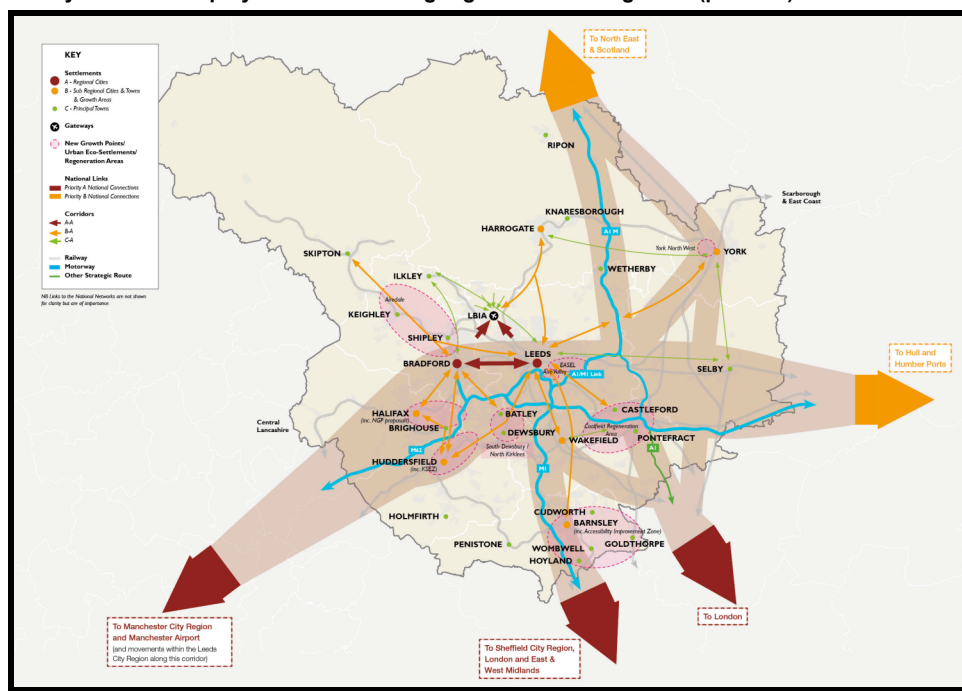 KEY
Settlements
A - Regional Cities
B - Sub Regional Cities & Towns
& Growth Areas
C - Principal Towns
Gateways
New Growth Points/
Urban Eco-Settlements/
Regeneration Areas
National Links
Priority A National Connections
Priority B National Connections
Corridors
A-A
B-A
C-A
Railway
Motorway
Other Strategic Route
NB Links to the National Networks are not shown
for clarity but are of importance.
To North East
& Scotland
RIPON
Scarborough
& East Coast
KNARESBOROUGH
HARROGATE
A1 M
York North West
YORK
SKIPTON
WETHERBY
ILKLEY
Airedale
KEIGHLEY
LBIA
SHIPLEY
LEEDS
BRADFORD
EASEL
Aire Valley
A1/M1 Link
SELBY
To Hull and
Humber Ports
HALIFAX
(inc. NGP proposal)
BATLEY
CASTLEFORD
Central
Lancashire
BRIGHOUSE
DEWSBURY
Coalfield Regeneration
Area
WAKEFIELD
PONTEFRACT
South Dewsbury /
North Kirklees
M62
A1
HUDDERSFIELD
(inc. KSEZ)
M1
HOLMFIRTH
CUDWORTH
BARNSLEY
(inc. Accessibility Improvement Zone)
PENISTONE
WOMBWELL
GOLDTHORPE
HOYLAND
To London
To Manchester City Region
and Manchester Airport
(and movements within the Leeds
City Region along this corridor)
To Sheffield City Region,
London and East &
West Midlands